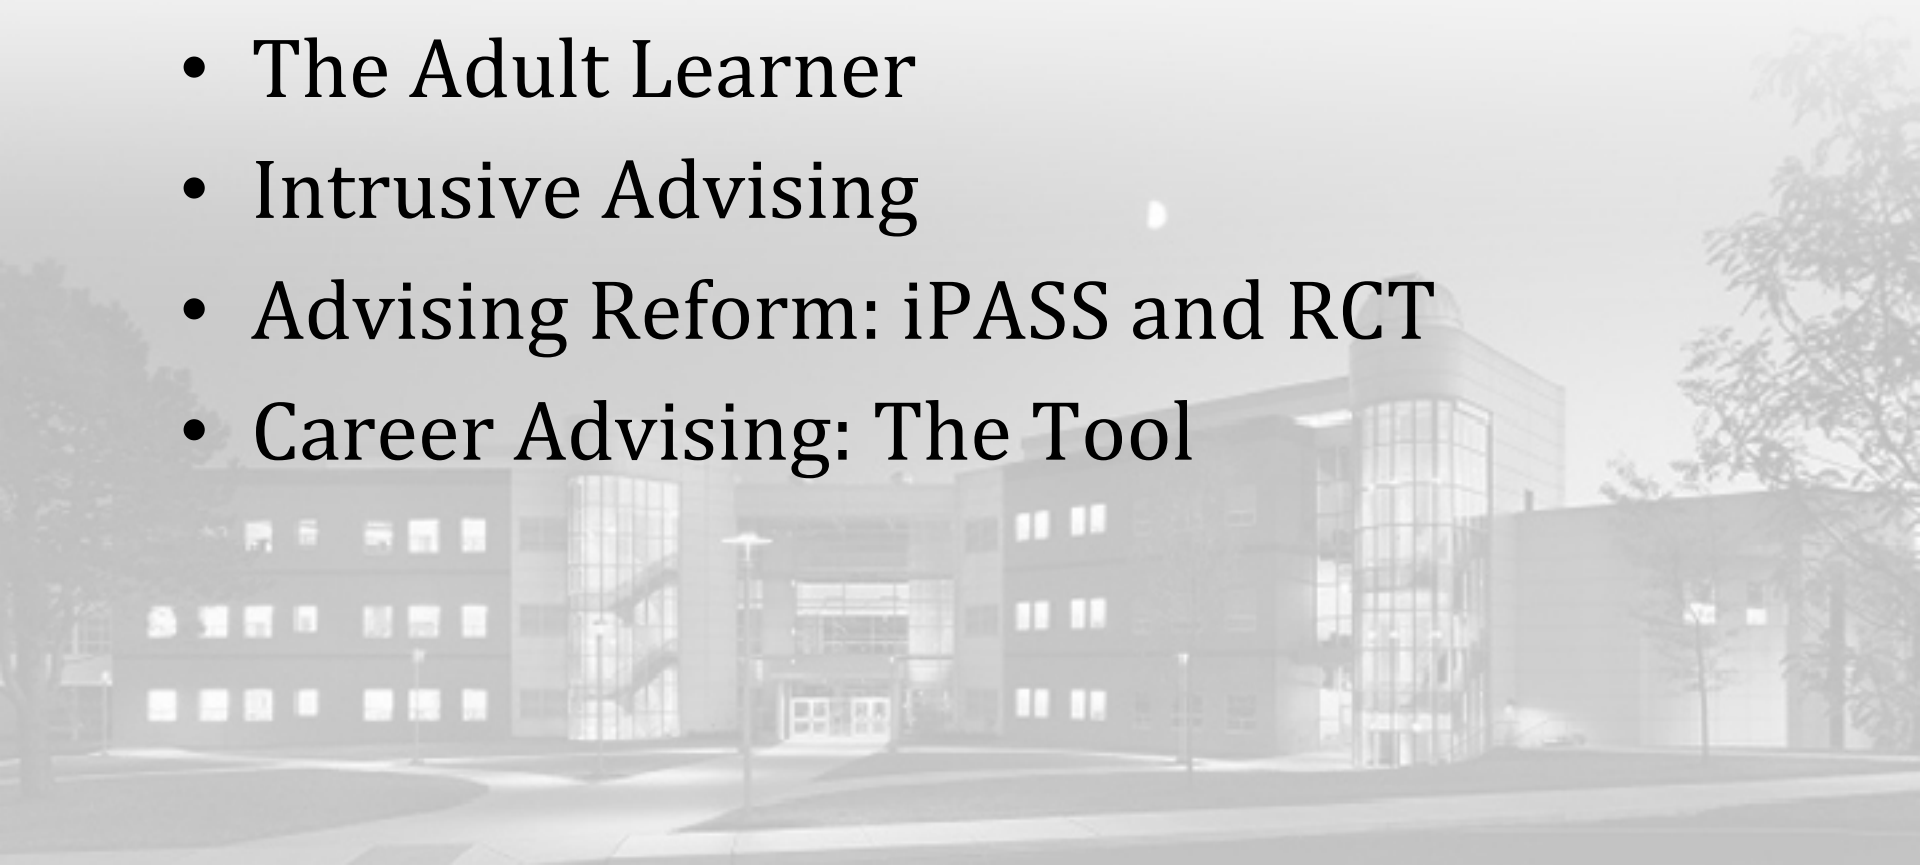 • The Adult Learner
• Intrusive Advising
• Advising Reform: iPASS and RCT
• Career Advising: The Tool